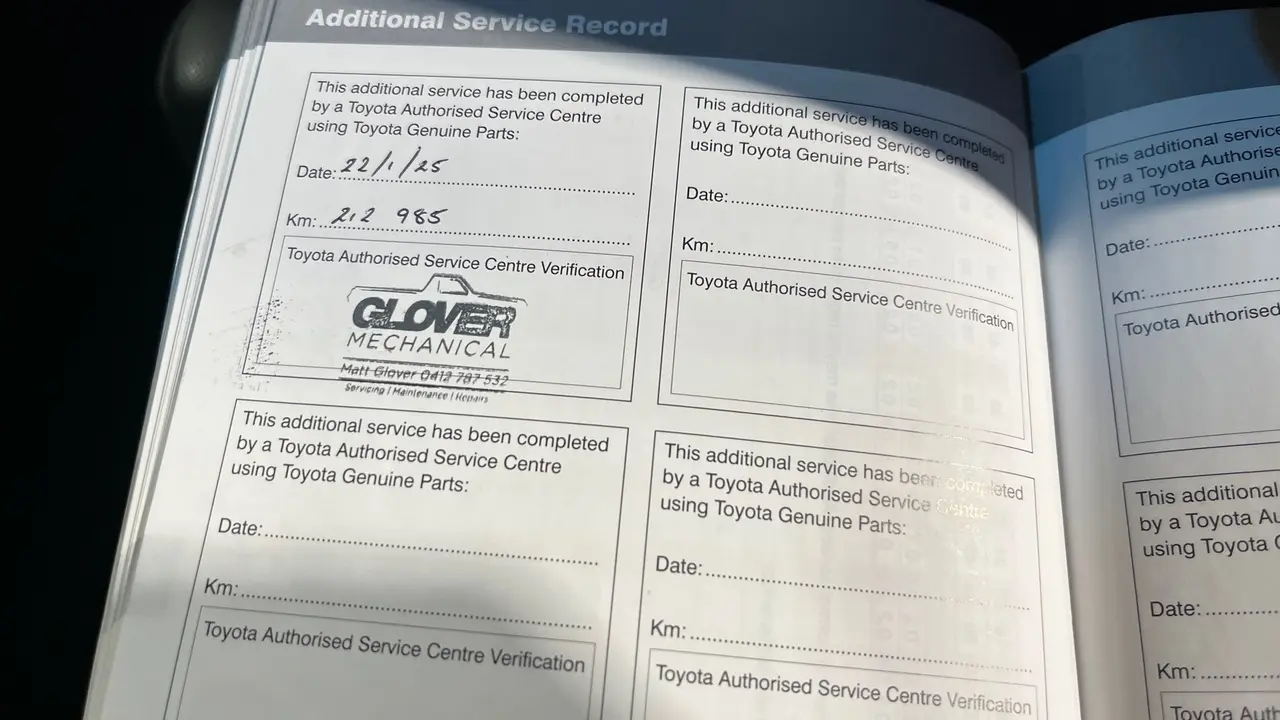 Additional Service Record
This additional service has been completed
by a Toyota Authorised Service Centre
using Toyota Genuine Parts:
Date: 22/1/25
Km: 212 985
Toyota Authorised Service Centre Verification
GLOVER
MECHANICAL
Matt Glover 0412 787 532
Servicing | Maintenance | Repairs
This additional service has been completed
by a Toyota Authorised Service Centre
using Toyota Genuine Parts:
Date:
Km:
Toyota Authorised Service Centre Verification
This additional service has been completed
by a Toyota Authorised Service Centre
using Toyota Genuine Parts:
Date:
Km:
Toyota Authorised Service Centre Verification
This additional service has been completed
by a Toyota Authorised Service Centre
using Toyota Genuine Parts:
Date:
Km:
Toyota Authorised Service Centre Verification
This additional service
by a Toyota Authorise
using Toyota Genuin
Date:
Km:
Toyota Authorised
This additional
by a Toyota Au
using Toyota G
Date:
Km:
Toyota Auth